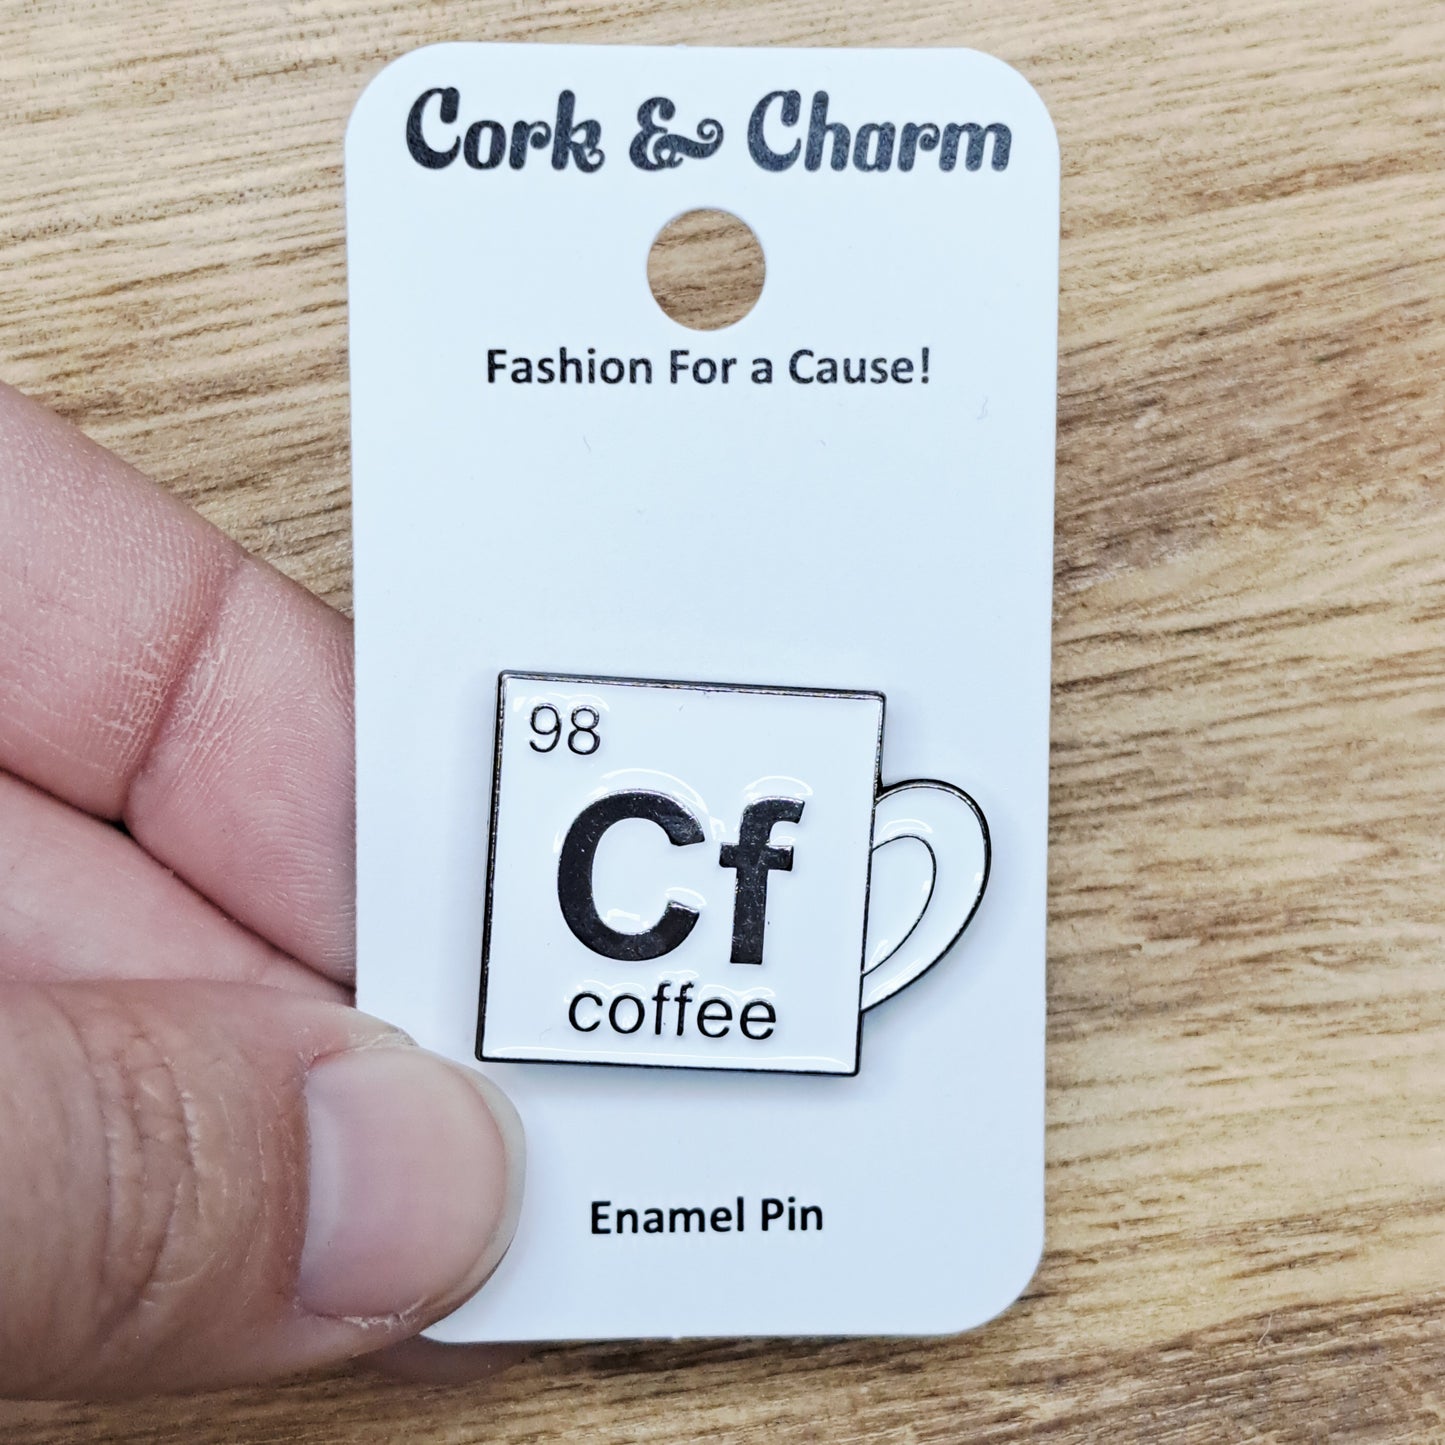 Cork & Charm
Fashion For a Cause!
98
Cf
coffee
Enamel Pin